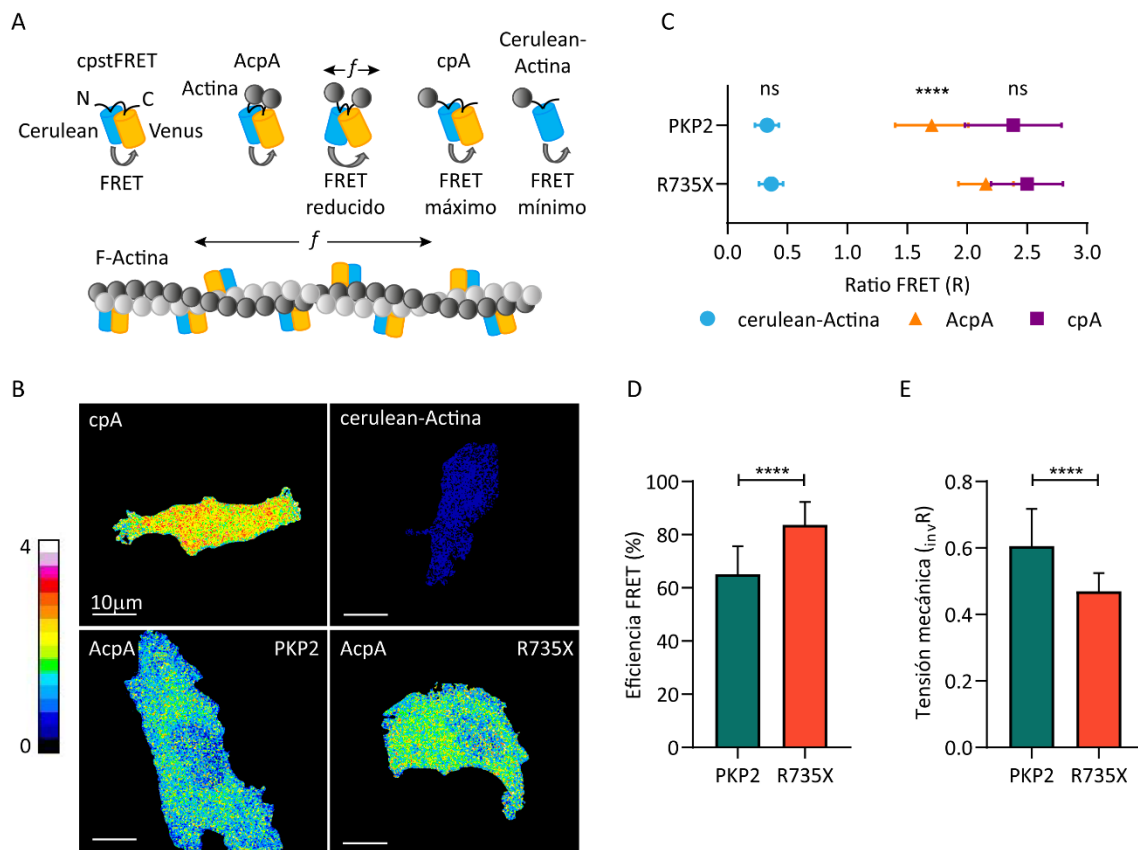 A
cpstFRET
N
C
Cerulean
Venus
FRET
AcpA
Actina
f
FRET
reducido
cpA
FRET
máximo
Cerulean-
Actina
FRET
mínimo
F-Actina
f
B
4
0
cpA
10µm
cerulean-Actina
AcpA
PKP2
AcpA
R735X
C
ns
****
ns
PKP2
R735X
0.0 0.5 1.0 1.5 2.0 2.5 3.0
Ratio FRET (R)
cerulean-Actina AcpA cpA
D
Eficiencia FRET (%)
100
80
60
40
20
0
****
PKP2 R735X
E
Tensión mecánica (invR)
0.8
0.6
0.4
0.2
0.0
****
PKP2 R735X